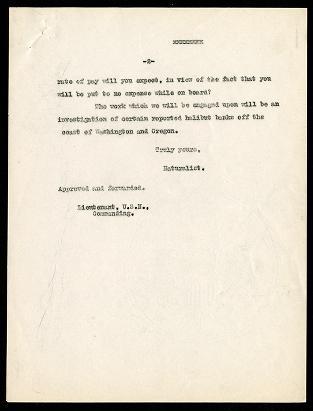 -2-
rate of pay will you expect, in view of the fact that you
will be put to no expense while on board?
The work which we will be engaged upon will be an
investigation of certain reported halibut banks off the
coast of Washington and Oregon.
Truly yours,
Naturalist.
Approved and forwarded.
Lieutenant, U.S.N.,
Commanding.